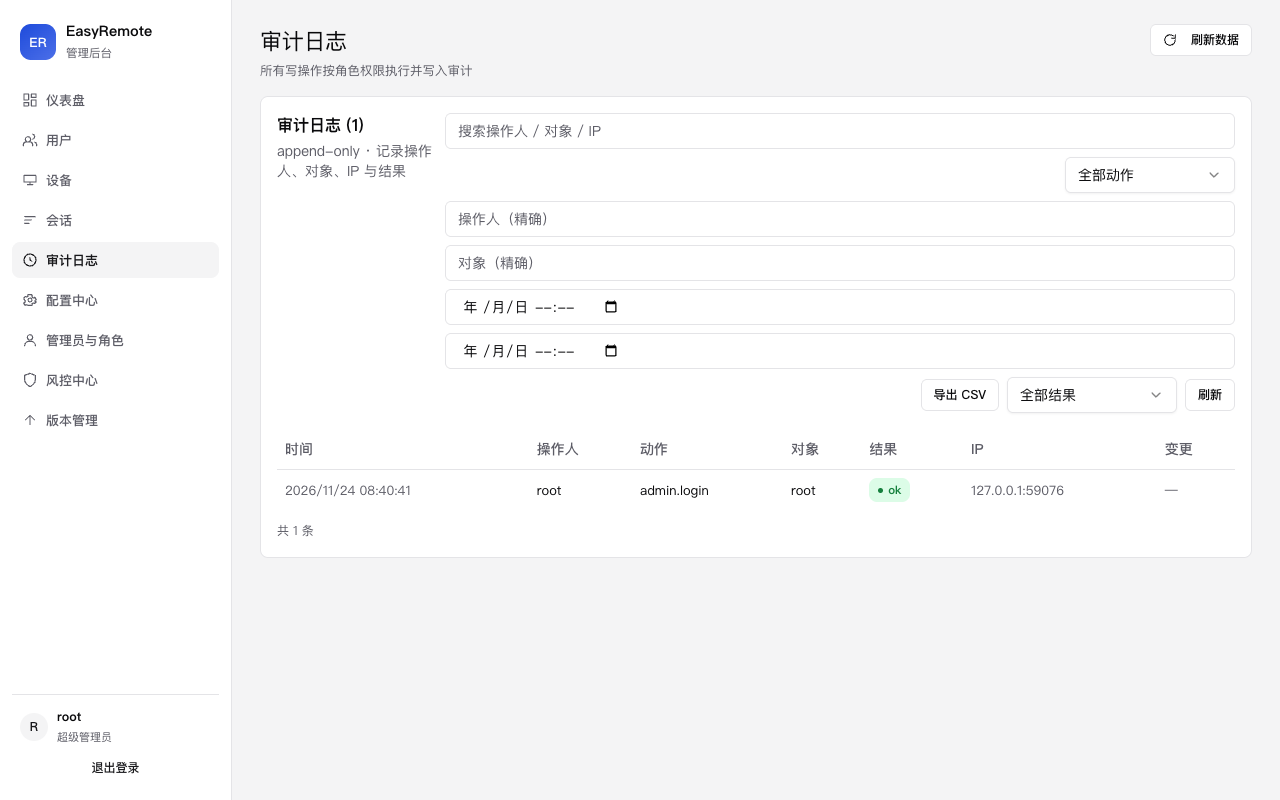 ER
EasyRemote
管理后台
仪表盘
用户
设备
会话
审计日志
配置中心
管理员与角色
风控中心
版本管理
R
root
超级管理员
退出登录
审计日志
所有写操作按角色权限执行并写入审计
刷新数据
审计日志 (1)
append-only · 记录操作
人、对象、IP 与结果
搜索操作人 / 对象 / IP
全部动作
操作人（精确）
对象（精确）
年 /月/日 --:--
年 /月/日 --:--
导出 CSV
全部结果
刷新
时间 操作人 动作 对象 结果 IP 变更
2026/11/24 08:40:41 root admin.login root ok 127.0.0.1:59076 —
共 1 条